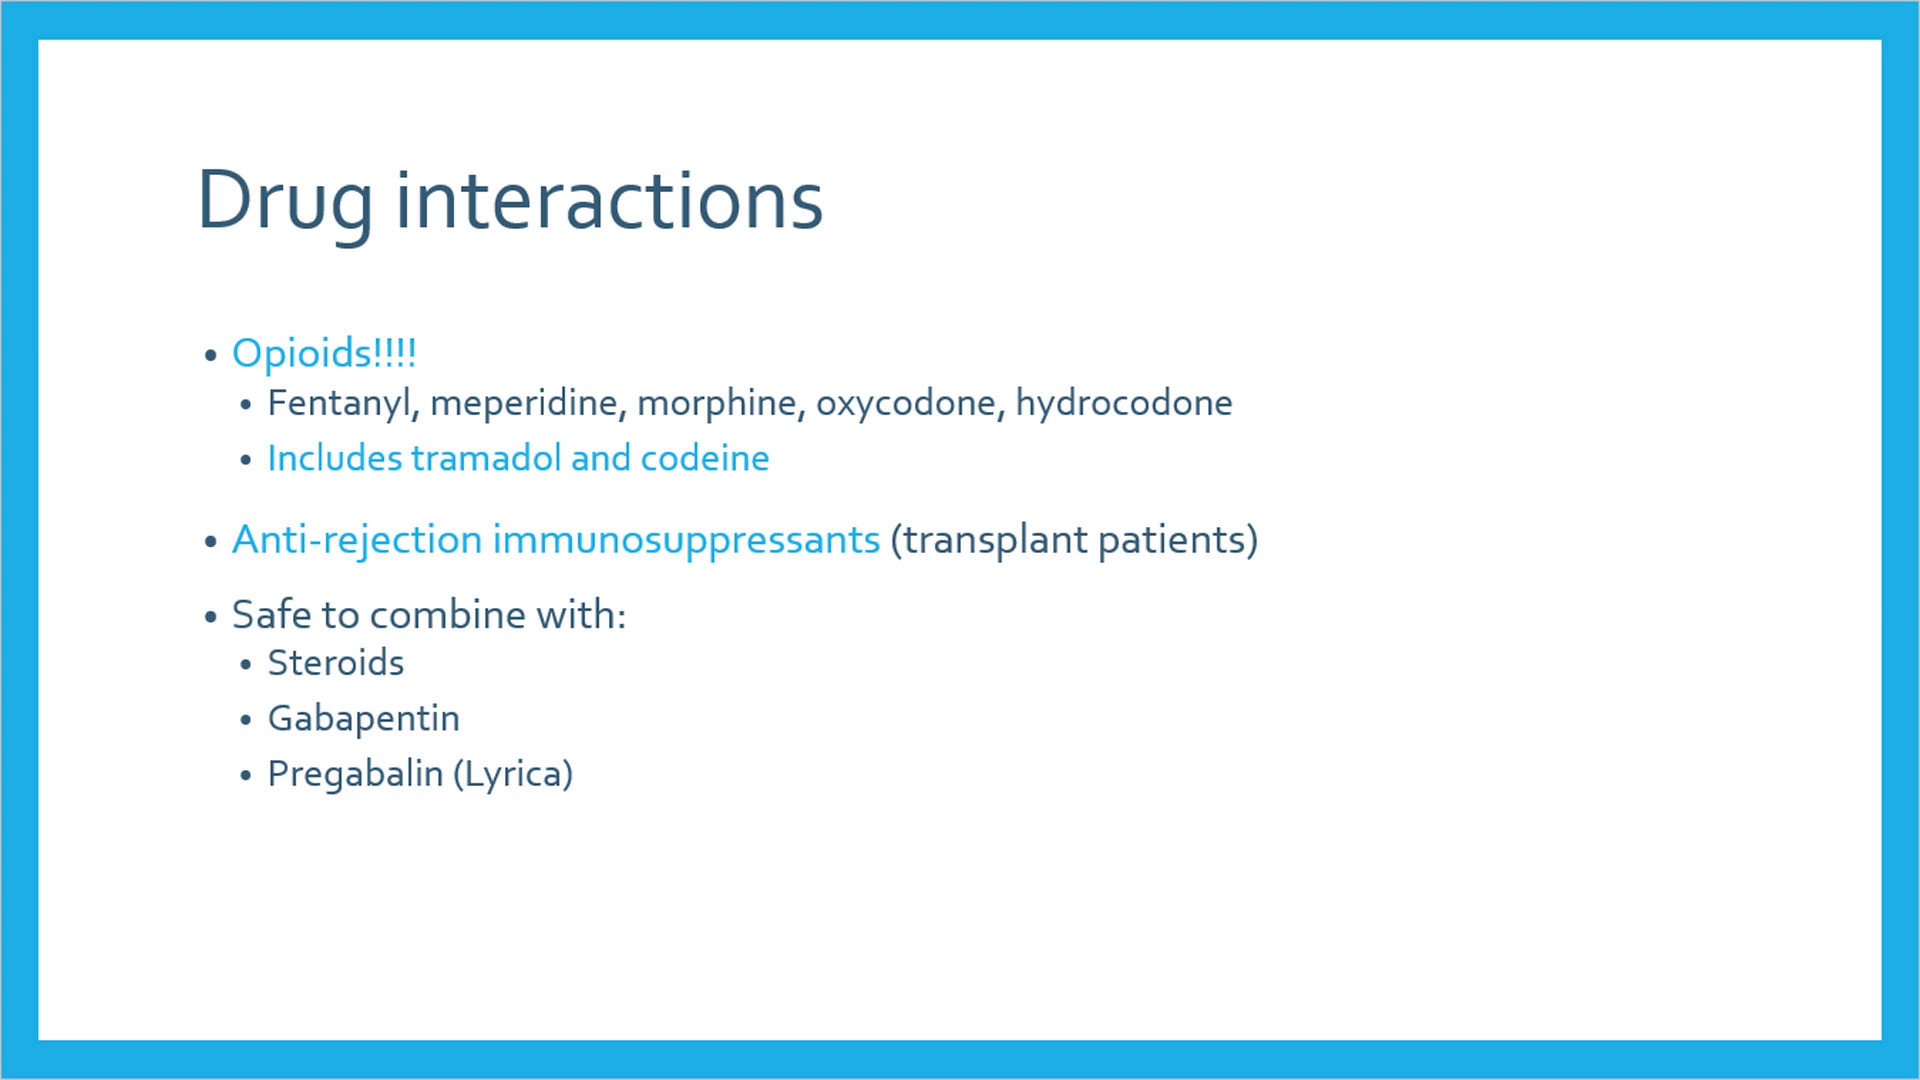 Drug interactions
• Opioids!!!!
• Fentanyl, meperidine, morphine, oxycodone, hydrocodone
• Includes tramadol and codeine
• Anti-rejection immunosuppressants (transplant patients)
• Safe to combine with:
• Steroids
• Gabapentin
• Pregabalin (Lyrica)